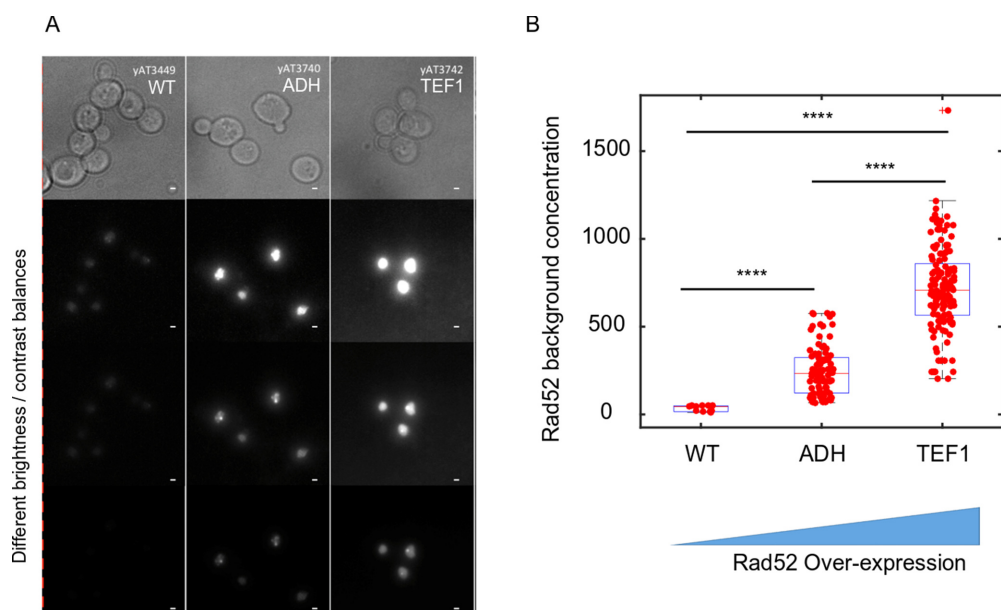 A
yAT3449
WT
yAT3740
ADH
yAT3742
TEF1
Different brightness / contrast balances
B
Rad52 background concentration
1500
1000
500
0
****
****
****
WT
ADH
TEF1
Rad52 Over-expression